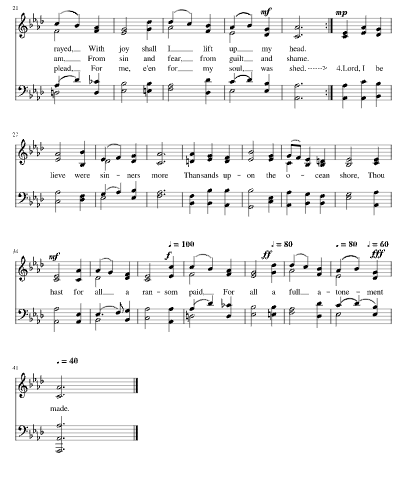 21
mf
mp
rayed, With joy shall I lift up my head.
am, From sin and fear, from guilt and shame.
plead, For me, e'en for my soul, was shed. 4.Lord, I be
27
lieve were sin- ners more Than sands up- on the o- cean shore, Thou
34
mf
f
♩ = 100
ff
♩ = 80
♩. = 80
♩ = 60
fff
hast for all a ran- som paid, For all a full a- tone- ment
41
♩. = 40
made.